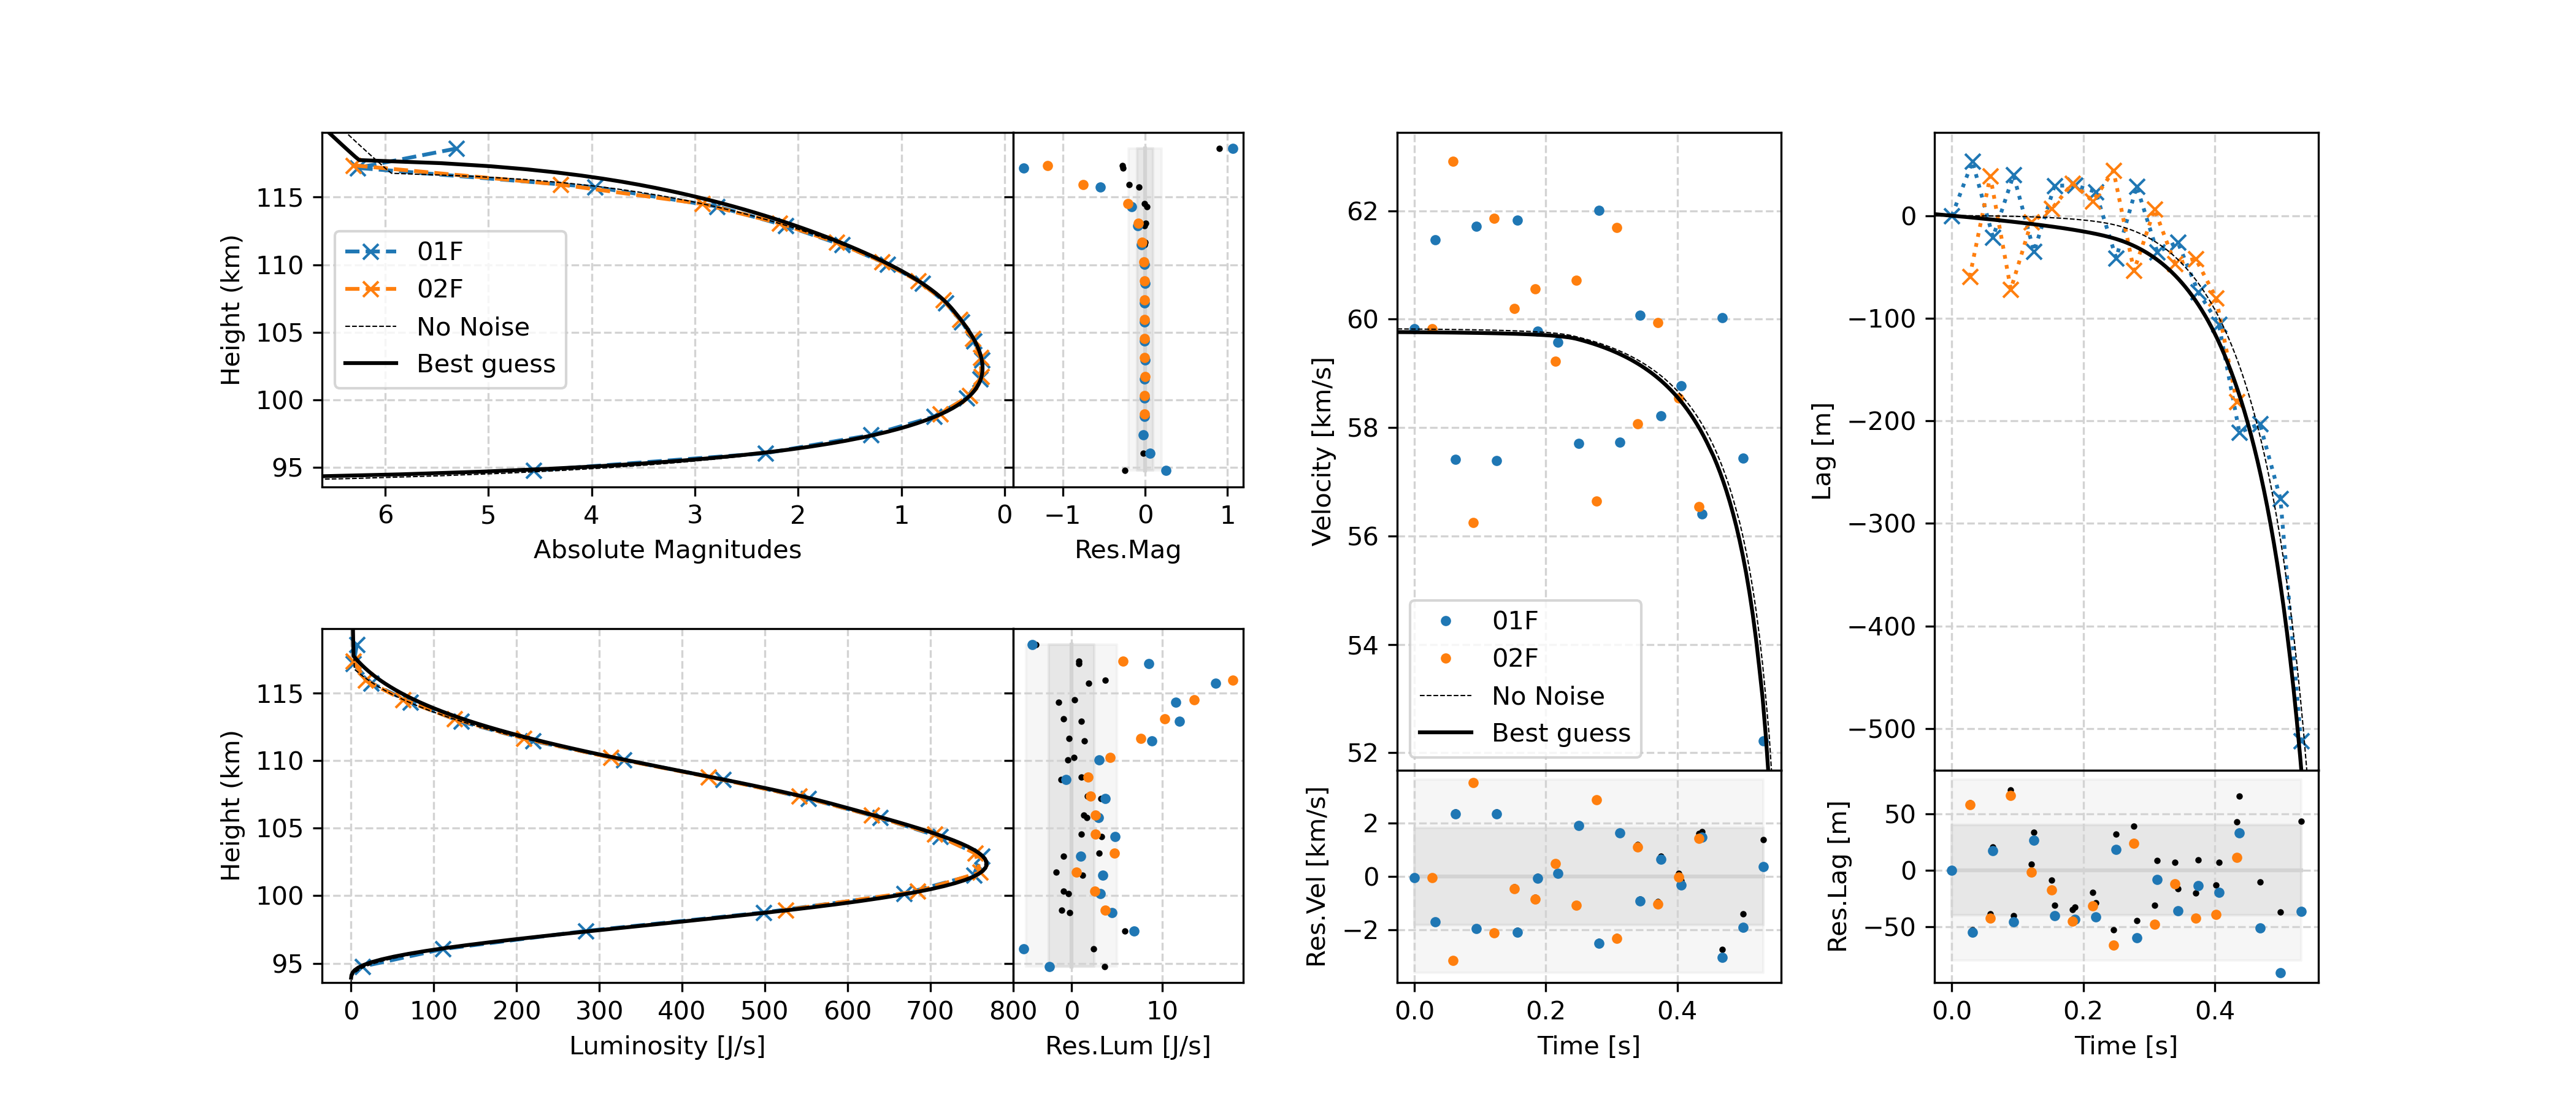 Height (km)
115
110
105
100
95
01F
02F
No Noise
Best guess
6 5 4 3 2 1 0
Absolute Magnitudes
−1 0 1
Res.Mag
Height (km)
115
110
105
100
95
0 100 200 300 400 500 600 700 800
Luminosity [J/s]
0 10
Res.Lum [J/s]
Velocity [km/s]
62
60
58
56
54
52
01F
02F
No Noise
Best guess
Res.Vel [km/s]
2
0
−2
0.0 0.2 0.4
Time [s]
Lag [m]
0
−100
−200
−300
−400
−500
Res.Lag [m]
50
0
−50
0.0 0.2 0.4
Time [s]